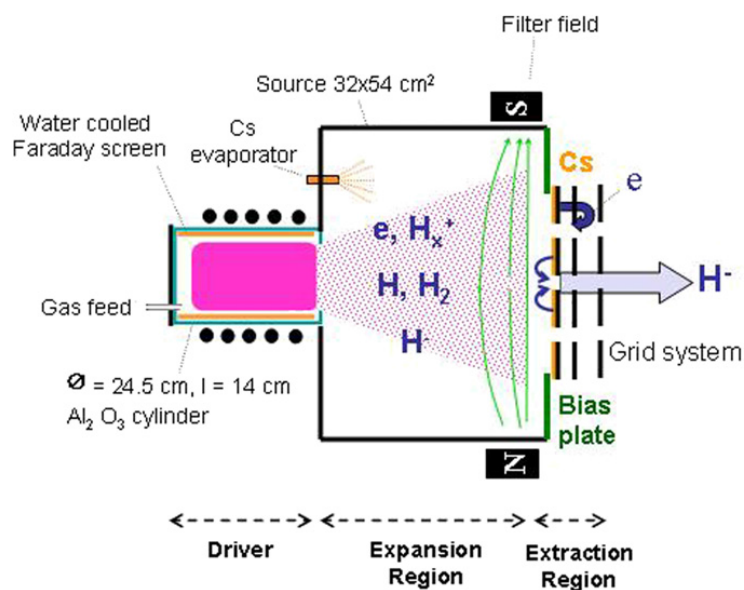 Filter field
Source 32x54 cm²
S
Water cooled
Faraday screen
Cs
evaporator
Cs
e
e, Hₓ⁺
H, H₂
H⁻
H⁻
Gas feed
Grid system
Ø = 24.5 cm, l = 14 cm
Al₂ O₃ cylinder
Bias
plate
N
Driver
Expansion
Region
Extraction
Region